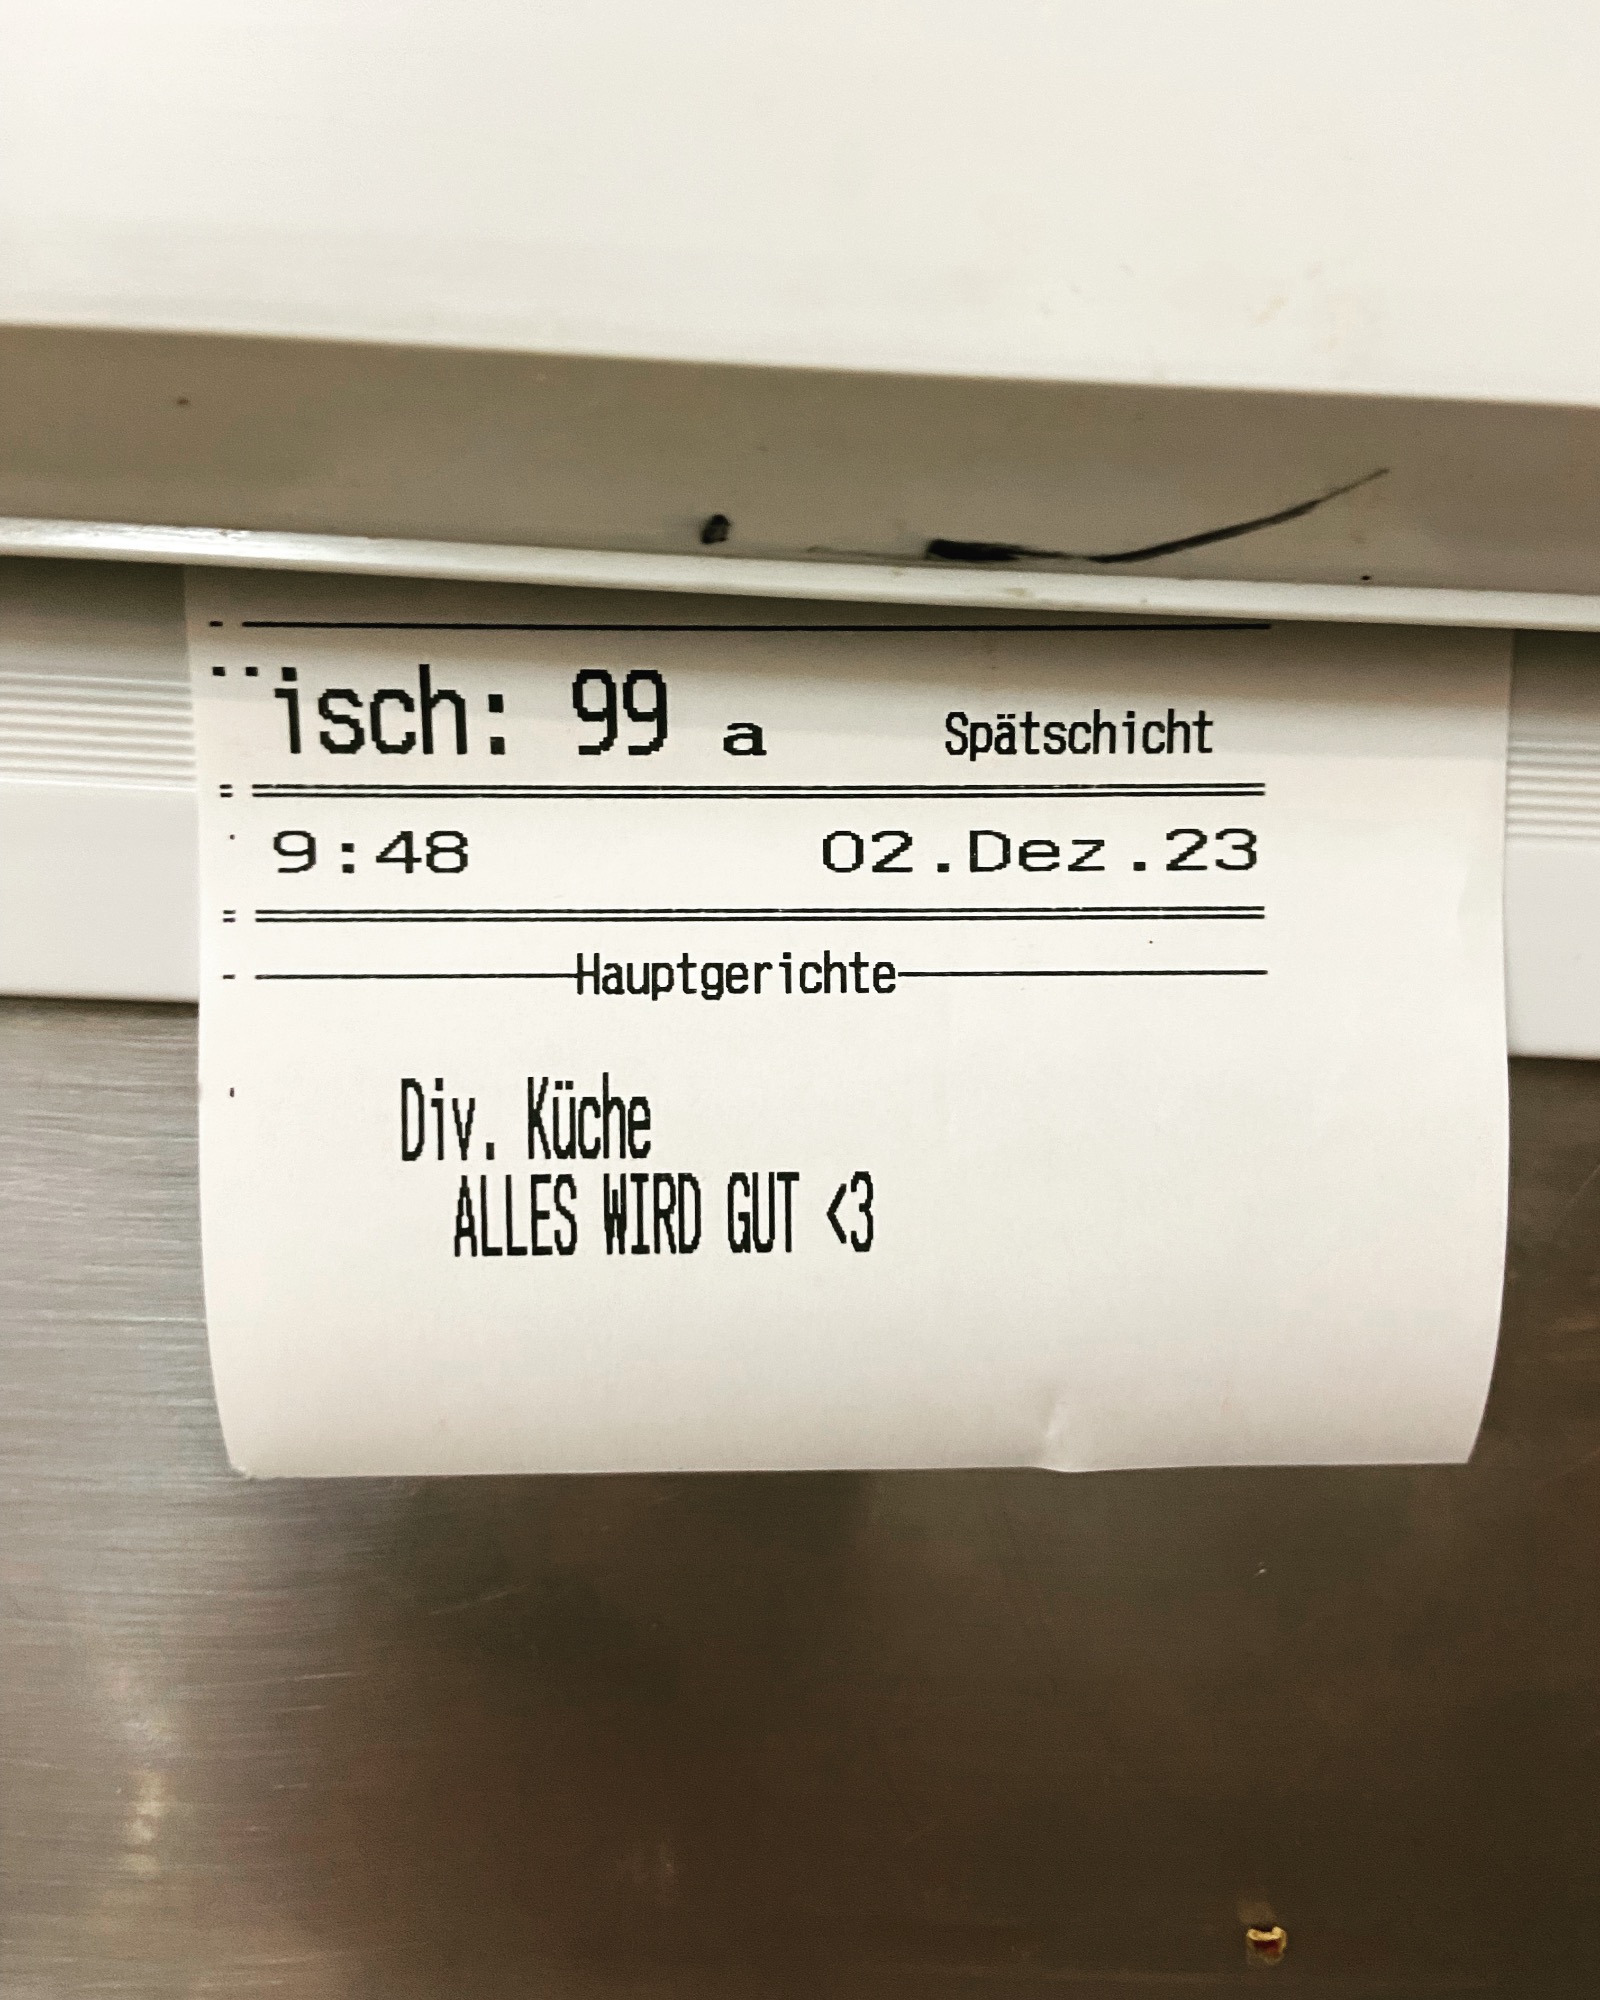 isch: 99 a Spätschicht
9:48 02.Dez.23
Hauptgerichte
Div. Küche
ALLES WIRD GUT <3